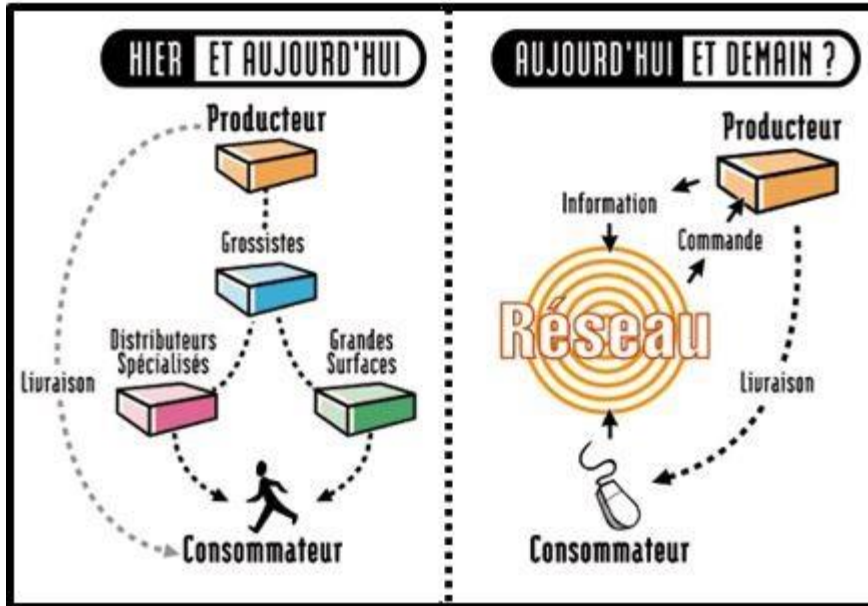 HIER ET AUJOURD'HUI
Producteur
Grossistes
Distributeurs
Spécialisés
Grandes
Surfaces
Livraison
Consommateur
AUJOURD'HUI ET DEMAIN ?
Producteur
Information
Commande
Réseau
Livraison
Consommateur